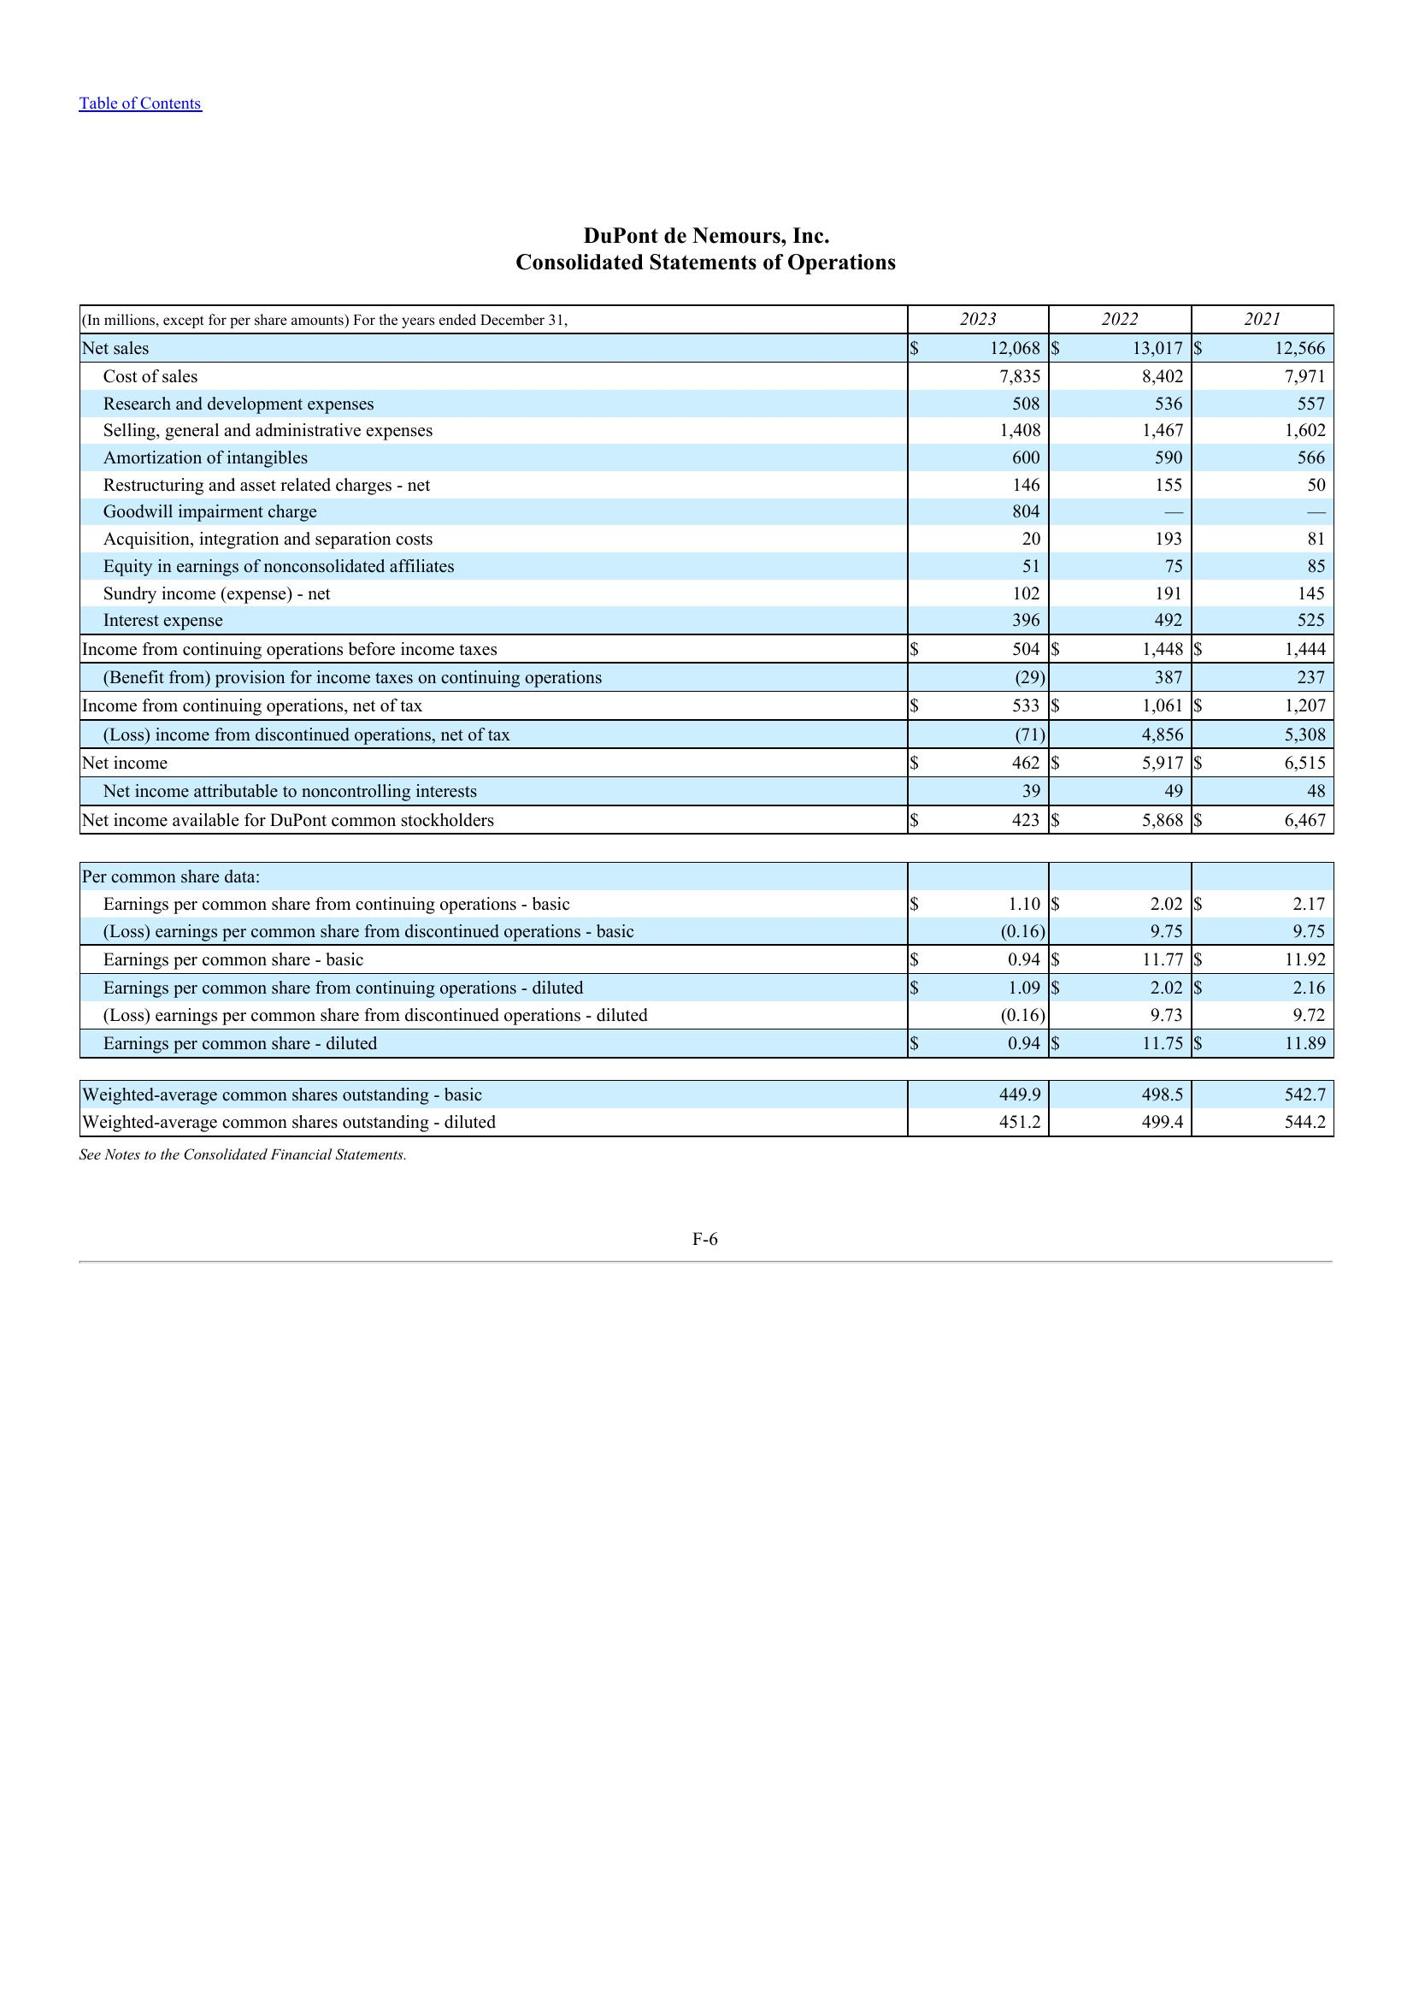 Table of Contents
DuPont de Nemours, Inc.
Consolidated Statements of Operations
(In millions, except for per share amounts) For the years ended December 31, 2023 2022 2021
Net sales $ 12,068 $ 13,017 $ 12,566
Cost of sales 7,835 8,402 7,971
Research and development expenses 508 536 557
Selling, general and administrative expenses 1,408 1,467 1,602
Amortization of intangibles 600 590 566
Restructuring and asset related charges - net 146 155 50
Goodwill impairment charge 804 — —
Acquisition, integration and separation costs 20 193 81
Equity in earnings of nonconsolidated affiliates 51 75 85
Sundry income (expense) - net 102 191 145
Interest expense 396 492 525
Income from continuing operations before income taxes $ 504 $ 1,448 $ 1,444
(Benefit from) provision for income taxes on continuing operations (29) 387 237
Income from continuing operations, net of tax $ 533 $ 1,061 $ 1,207
(Loss) income from discontinued operations, net of tax (71) 4,856 5,308
Net income $ 462 $ 5,917 $ 6,515
Net income attributable to noncontrolling interests 39 49 48
Net income available for DuPont common stockholders $ 423 $ 5,868 $ 6,467
Per common share data:
Earnings per common share from continuing operations - basic $ 1.10 $ 2.02 $ 2.17
(Loss) earnings per common share from discontinued operations - basic (0.16) 9.75 9.75
Earnings per common share - basic $ 0.94 $ 11.77 $ 11.92
Earnings per common share from continuing operations - diluted $ 1.09 $ 2.02 $ 2.16
(Loss) earnings per common share from discontinued operations - diluted (0.16) 9.73 9.72
Earnings per common share - diluted $ 0.94 $ 11.75 $ 11.89
Weighted-average common shares outstanding - basic 449.9 498.5 542.7
Weighted-average common shares outstanding - diluted 451.2 499.4 544.2
See Notes to the Consolidated Financial Statements.
F-6